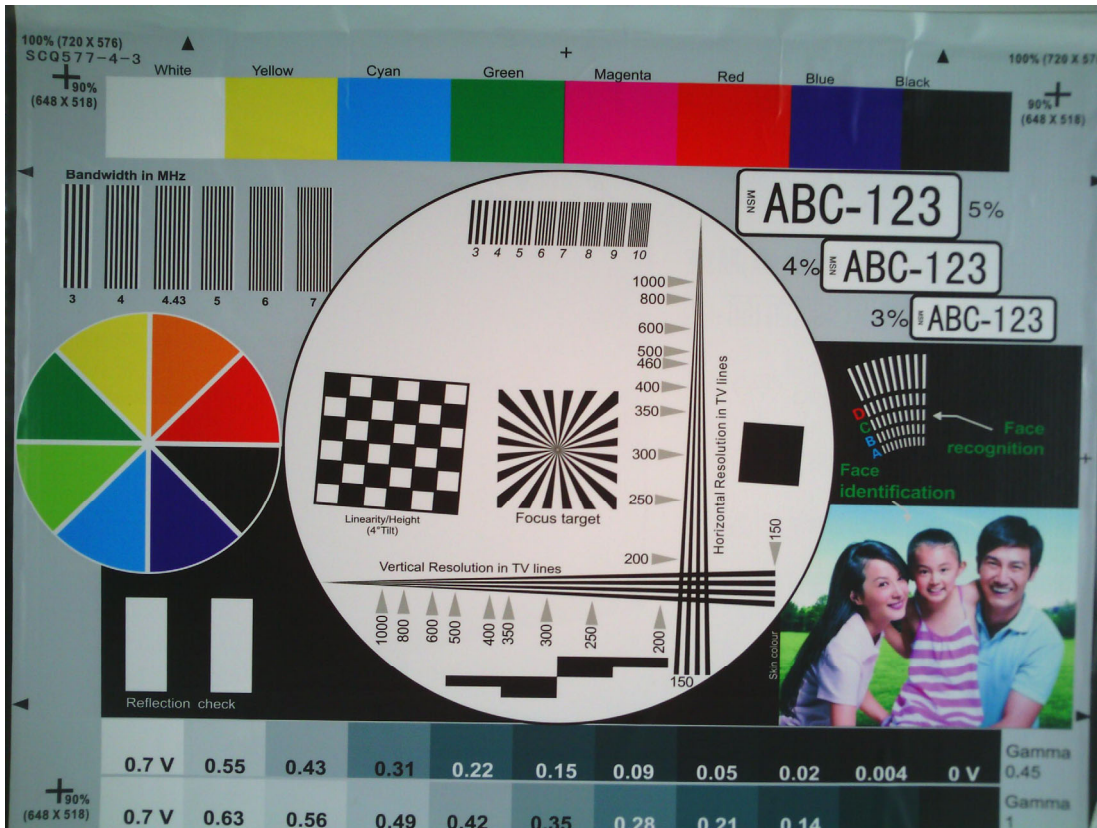 100% (720 X 576)
SCQ577-4-3
90%
(648 X 518)
100% (720 X 57
90%
(648 X 518)
White Yellow Cyan Green Magenta Red Blue Black
Bandwidth in MHz
3 4 4.43 5 6 7
3 4 5 6 7 8 9 10
MSN ABC-123 5%
4% MSN ABC-123
3% MSN ABC-123
1000
800
600
500
460
400
350
300
250
200
Horizontal Resolution in TV lines
150
Linearity/Height
(4°Tilt)
Focus target
D
C
B
A
Face
recognition
Face
identification
Vertical Resolution in TV lines
1000 800 600 500 400 350 300 250 200
150
Skin colour
Reflection check
0.7 V 0.55 0.43 0.31 0.22 0.15 0.09 0.05 0.02 0.004 0 V
Gamma
0.45
90%
(648 X 518)
0.7 V 0.63 0.56 0.49 0.42 0.35 0.28 0.21 0.14
Gamma
1